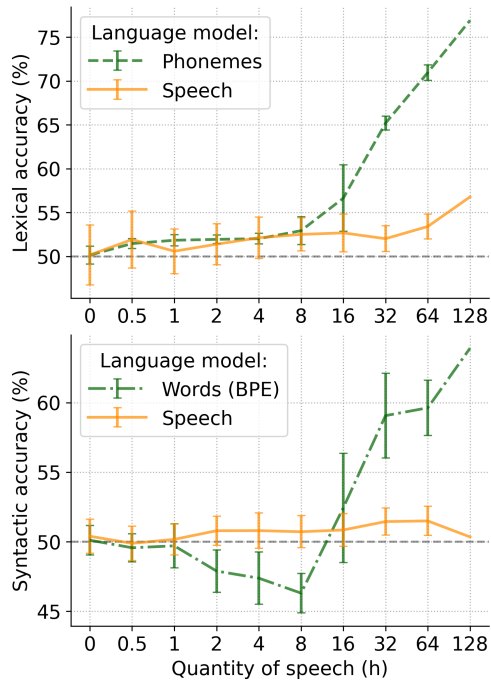 Language model:
Phonemes
Speech
Lexical accuracy (%)
75
70
65
60
55
50
0 0.5 1 2 4 8 16 32 64 128
Language model:
Words (BPE)
Speech
Syntactic accuracy (%)
60
55
50
45
0 0.5 1 2 4 8 16 32 64 128
Quantity of speech (h)